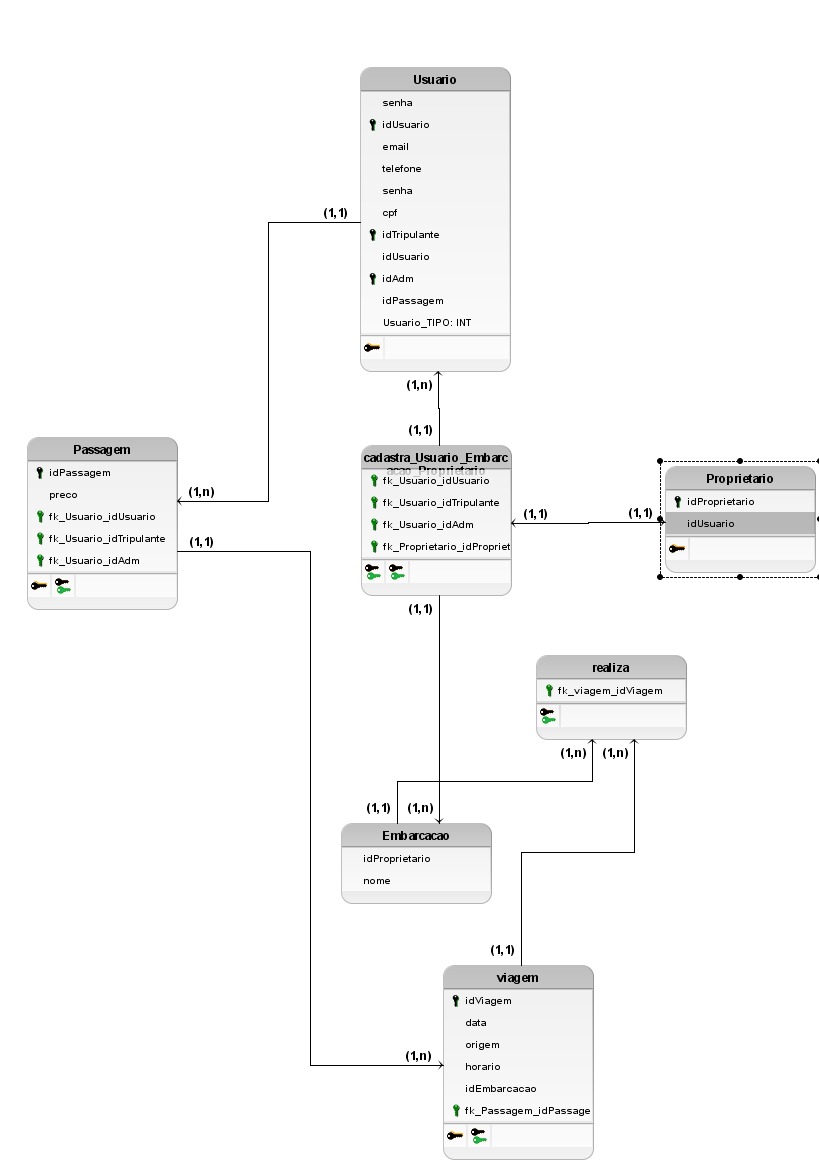 Usuario
senha
idUsuario
email
telefone
senha
cpf
idTripulante
idUsuario
idAdm
idPassagem
Usuario_TIPO: INT
(1,1)
(1,n)
(1,1)
Passagem
idPassagem
preco
fk_Usuario_idUsuario
fk_Usuario_idTripulante
fk_Usuario_idAdm
(1,n)
(1,1)
cadastra_Usuario_Embarc
acao_Proprietario
fk_Usuario_idUsuario
fk_Usuario_idTripulante
fk_Usuario_idAdm
fk_Proprietario_idPropriet
(1,1)
(1,1)
Proprietario
idProprietario
idUsuario
(1,1)
realiza
fk_viagem_idViagem
(1,n)
(1,n)
(1,1)
(1,n)
Embarcacao
idProprietario
nome
(1,1)
viagem
idViagem
data
origem
horario
idEmbarcacao
fk_Passagem_idPassage
(1,n)